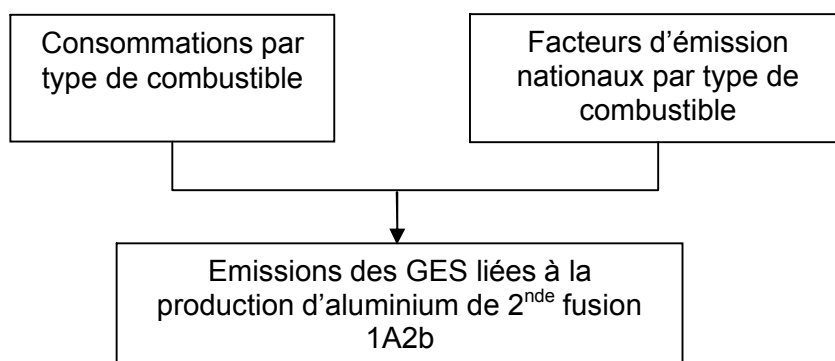 Consommations par
type de combustible
Facteurs d’émission
nationaux par type de
combustible
Emissions des GES liées à la
production d’aluminium de 2nde fusion
1A2b